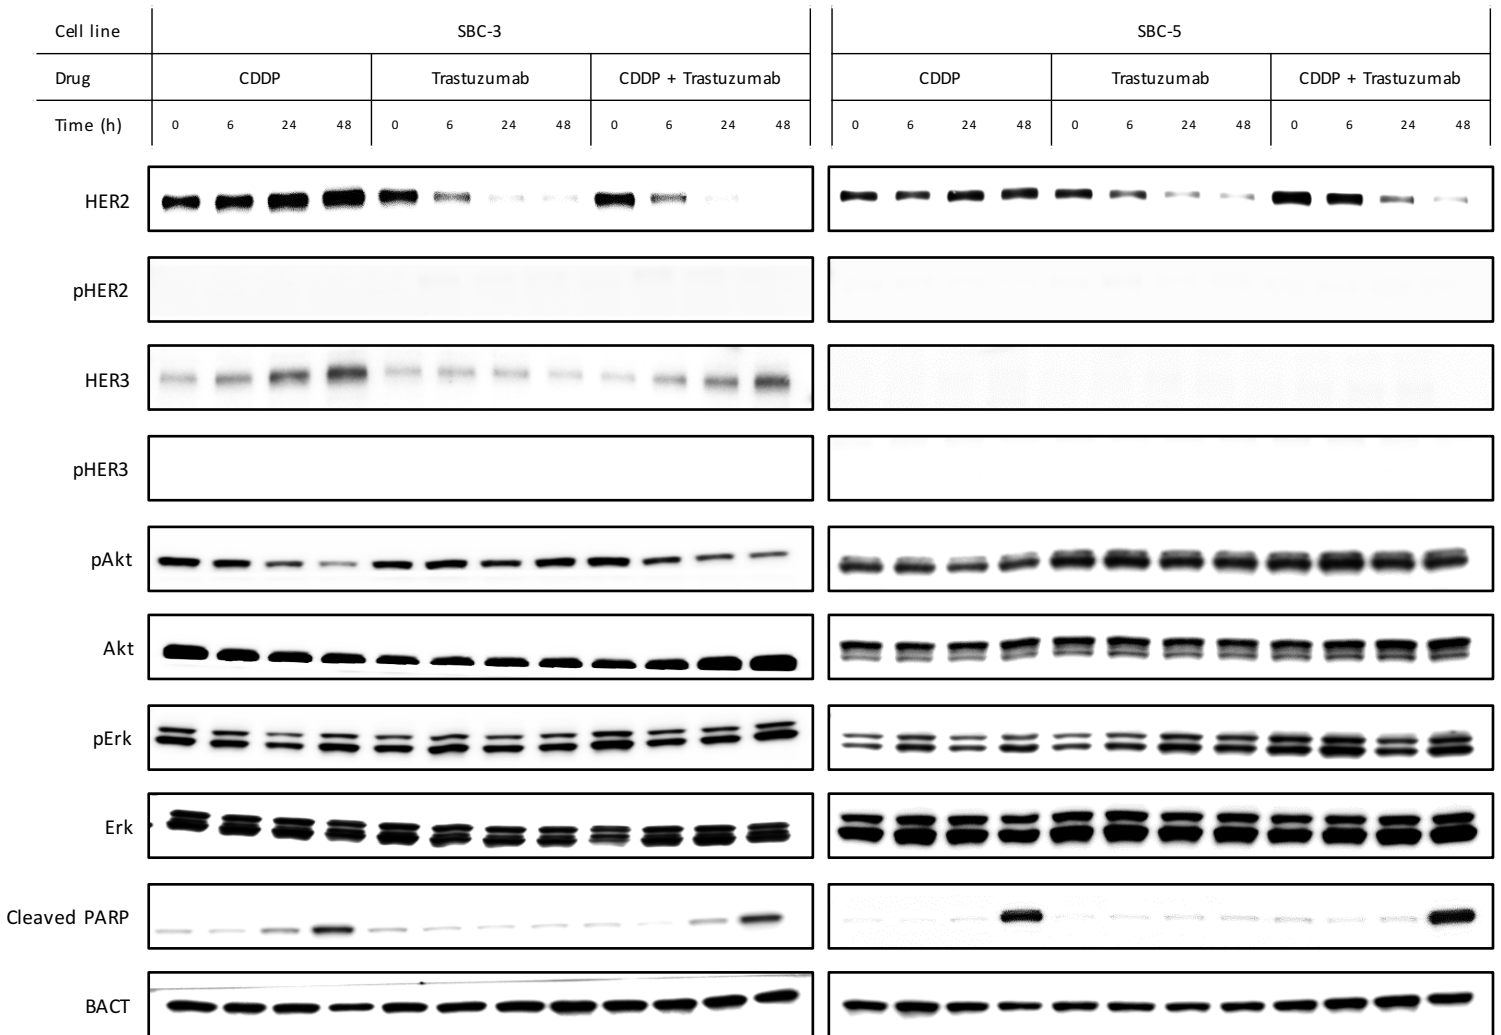 Cell line SBC-3 SBC-5
Drug CDDP Trastuzumab CDDP + Trastuzumab CDDP Trastuzumab CDDP + Trastuzumab
Time (h) 0 6 24 48 0 6 24 48 0 6 24 48 0 6 24 48 0 6 24 48 0 6 24 48
HER2
pHER2
HER3
pHER3
pAkt
Akt
pErk
Erk
Cleaved PARP
BACT